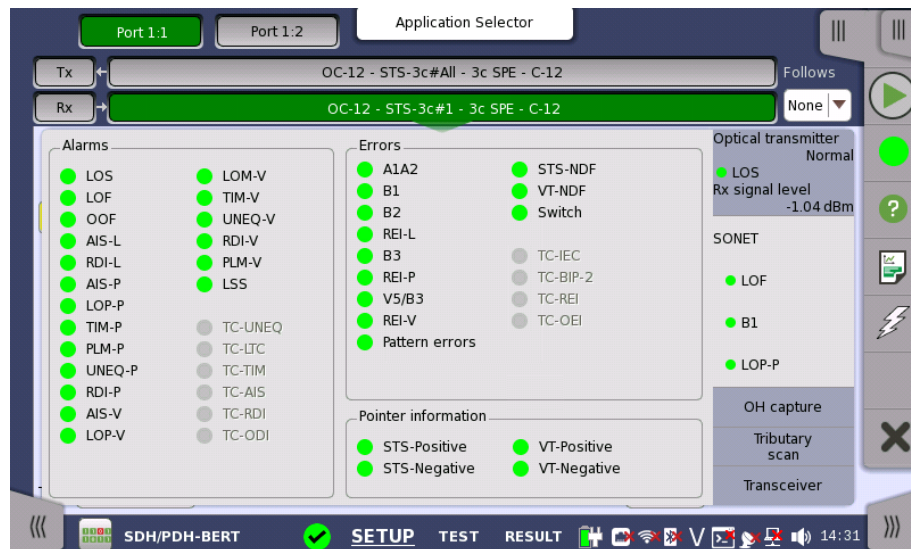 Application Selector
Port 1:1
Port 1:2
Tx
OC-12 - STS-3c#All - 3c SPE - C-12
Follows
Rx
OC-12 - STS-3c#1 - 3c SPE - C-12
None
Alarms
LOS
LOF
OOF
AIS-L
RDI-L
AIS-P
LOP-P
TIM-P
PLM-P
UNEQ-P
RDI-P
AIS-V
LOP-V
LOM-V
TIM-V
UNEQ-V
RDI-V
PLM-V
LSS
TC-UNEQ
TC-LTC
TC-TIM
TC-AIS
TC-RDI
TC-ODI
Errors
A1A2
B1
B2
REI-L
B3
REI-P
V5/B3
REI-V
Pattern errors
STS-NDF
VT-NDF
Switch
TC-IEC
TC-BIP-2
TC-REI
TC-OEI
Pointer information
STS-Positive
STS-Negative
VT-Positive
VT-Negative
Optical transmitter
Normal
LOS
Rx signal level
-1.04 dBm
SONET
LOF
B1
LOP-P
OH capture
Tributary
scan
Transceiver
SDH/PDH-BERT
SETUP
TEST
RESULT
V
14:31